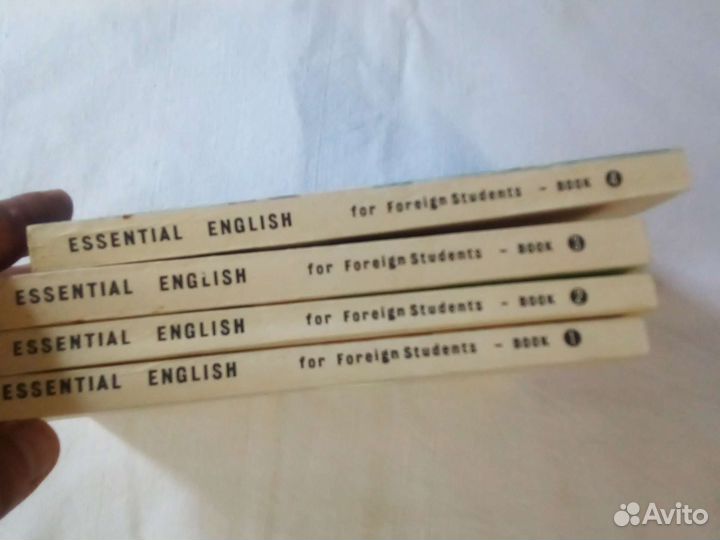 ESSENTIAL ENGLISH for Foreign Students - BOOK 4
ESSENTIAL ENGLISH for Foreign Students - BOOK 3
ESSENTIAL ENGLISH for Foreign Students - BOOK 2
ESSENTIAL ENGLISH for Foreign Students - BOOK 1
Avito